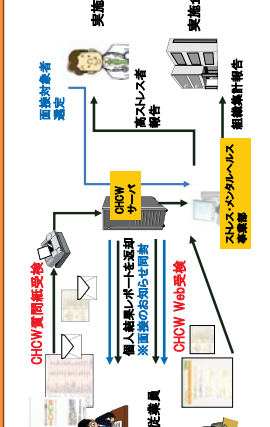 CHCW質問紙受検
従業員
個人結果レポートを返却
※面接のお知らせ同封
CHCW Web受検
CHCW
サーバ
面接対象者
選定
高ストレス者
報告
ストレス・メンタルヘルス
事業部
組織集計報告
実施
実施